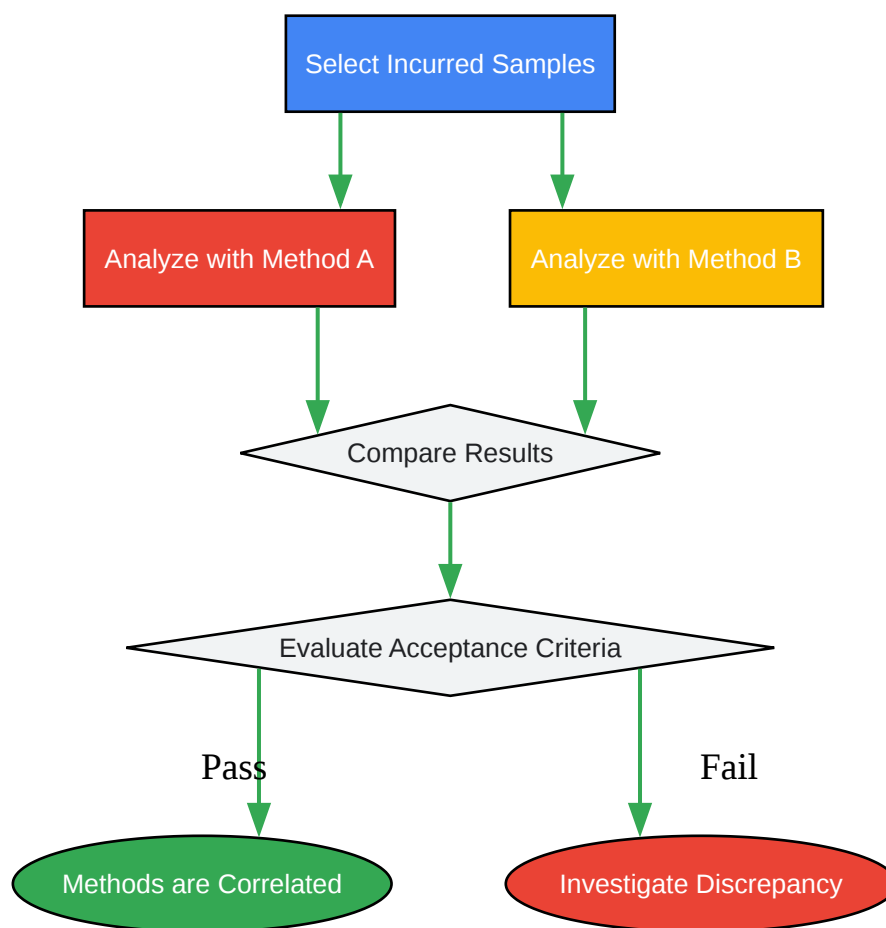 Select Incurred Samples
Analyze with Method A
Analyze with Method B
Compare Results
Evaluate Acceptance Criteria
Pass
Fail
Methods are Correlated
Investigate Discrepancy